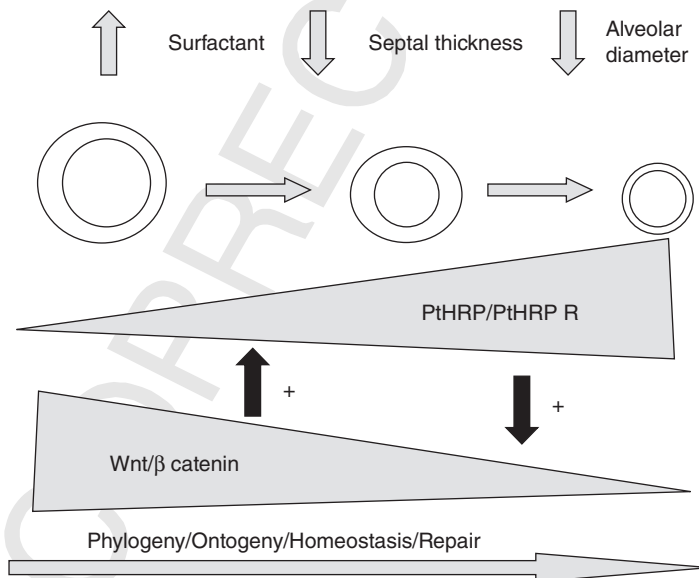 Surfactant
Septal thickness
Alveolar
diameter
PtHRP/PtHRP R
+
+
Wnt/β catenin
Phylogeny/Ontogeny/Homeostasis/Repair